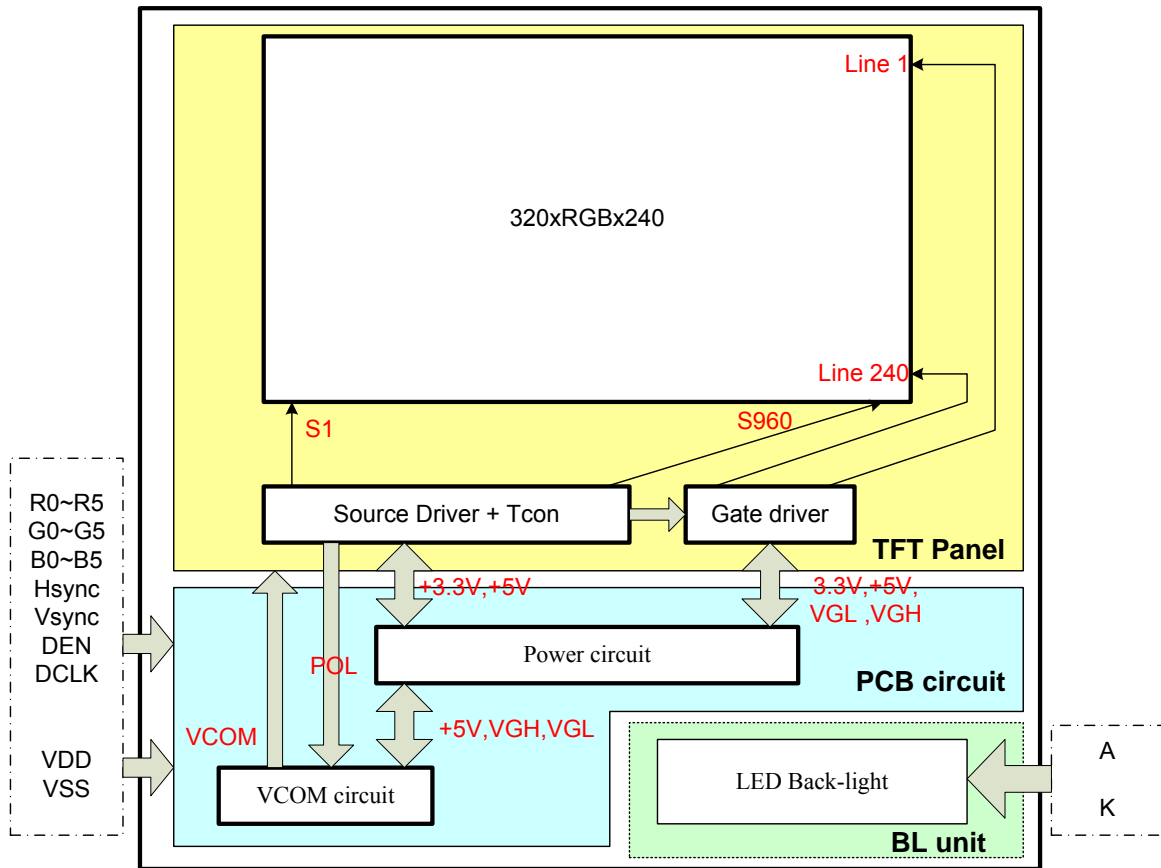 Line 1
320xRGBx240
Line 240
S1
S960
Source Driver + Tcon
Gate driver
TFT Panel
R0~R5
G0~G5
B0~B5
Hsync
Vsync
DEN
DCLK
VDD
VSS
+3.3V,+5V
3.3V,+5V,
VGL ,VGH
POL
Power circuit
PCB circuit
VCOM
+5V,VGH,VGL
VCOM circuit
LED Back-light
BL unit
A
K